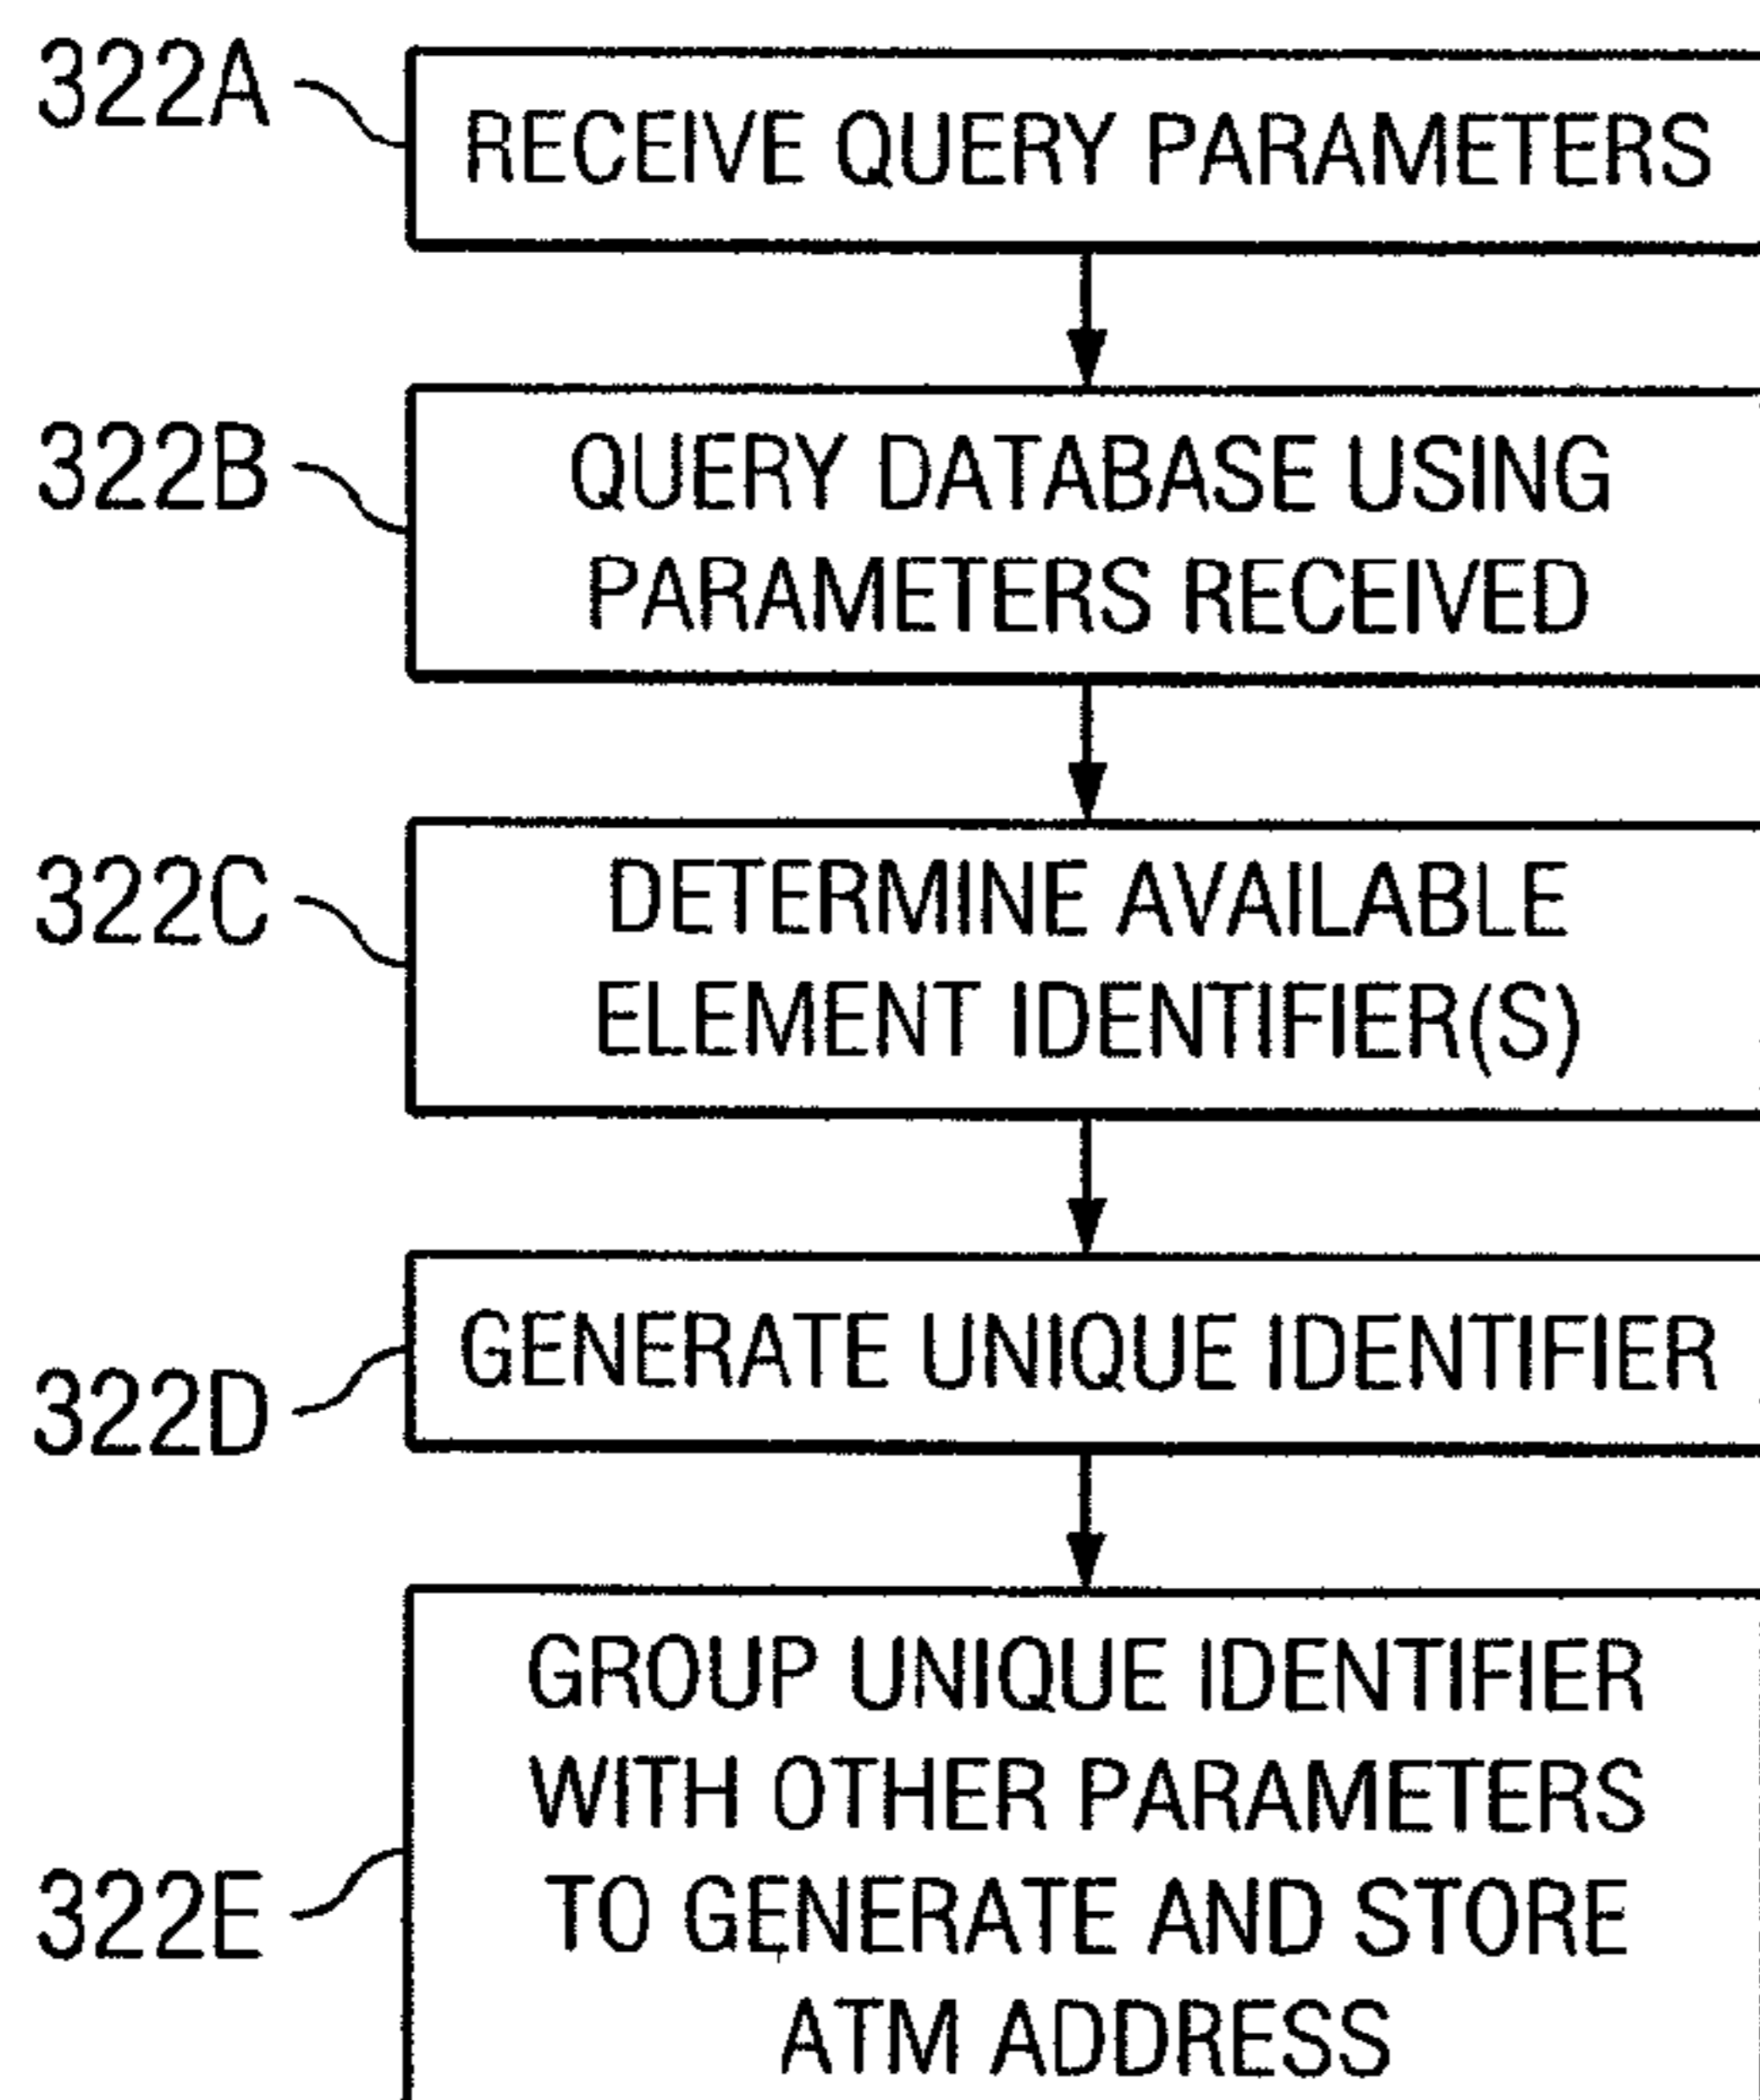 322A
RECEIVE QUERY PARAMETERS
322B
QUERY DATABASE USING
PARAMETERS RECEIVED
322C
DETERMINE AVAILABLE
ELEMENT IDENTIFIER(S)
322D
GENERATE UNIQUE IDENTIFIER
322E
GROUP UNIQUE IDENTIFIER
WITH OTHER PARAMETERS
TO GENERATE AND STORE
ATM ADDRESS